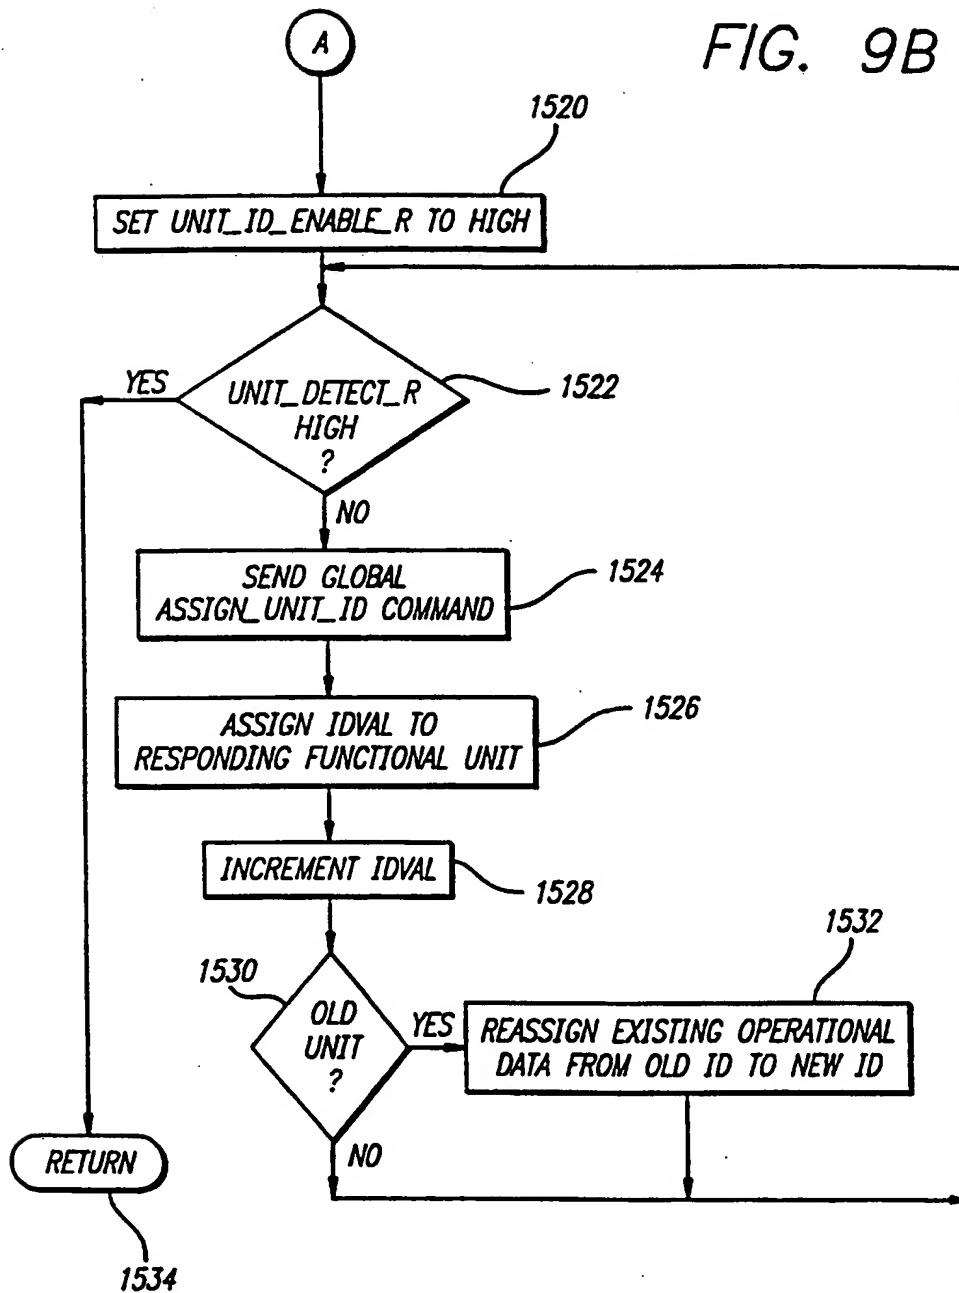 A
FIG. 9B
1520
SET UNIT_ID_ENABLE_R TO HIGH
YES
UNIT_DETECT_R
HIGH
?
1522
NO
SEND GLOBAL
ASSIGN_UNIT_ID COMMAND
1524
ASSIGN IDVAL TO
RESPONDING FUNCTIONAL UNIT
1526
INCREMENT IDVAL
1528
1530
OLD
UNIT
?
YES
1532
REASSIGN EXISTING OPERATIONAL
DATA FROM OLD ID TO NEW ID
NO
RETURN
1534